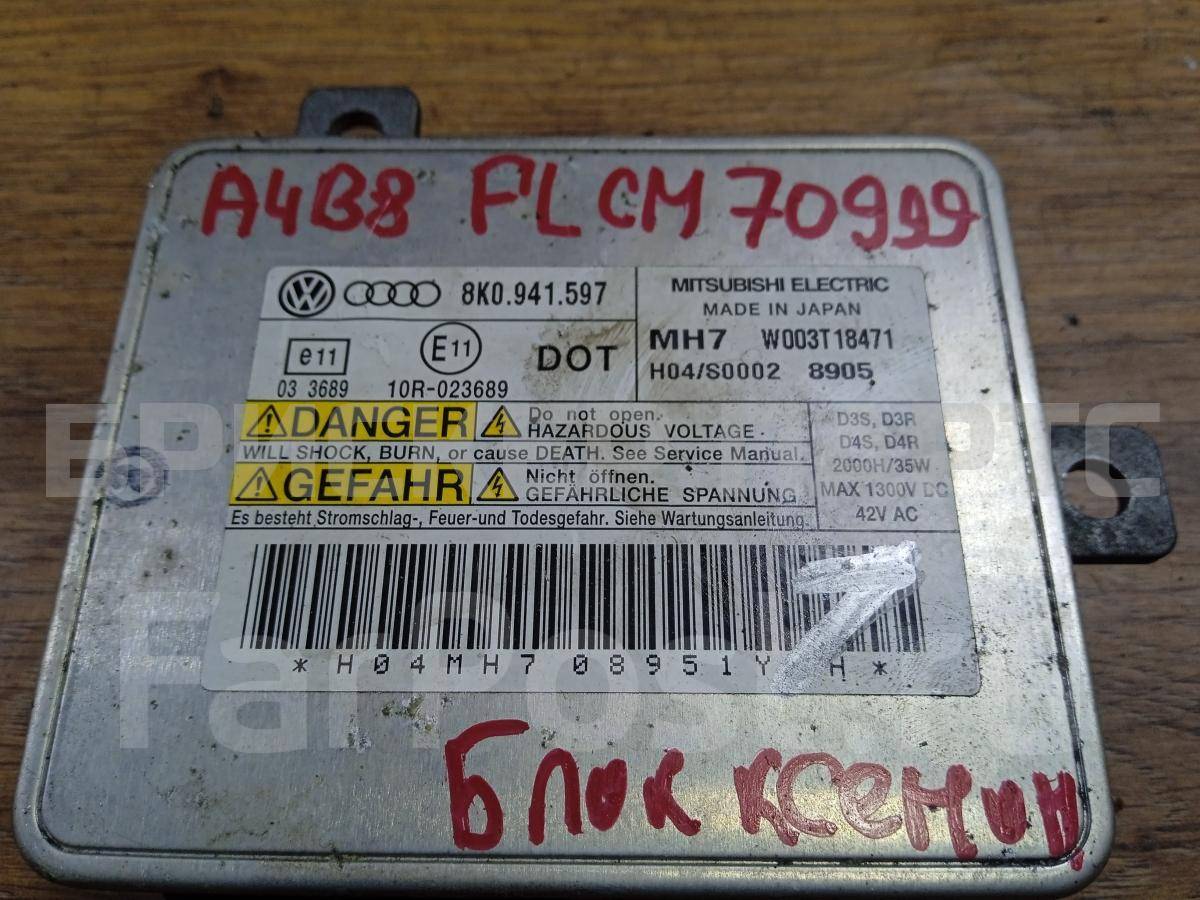 A4B8 FL CM 70999
8K0.941.597
e11
E11
DOT
03 3689 10R-023689
MITSUBISHI ELECTRIC
MADE IN JAPAN
MH7 W003T18471
H04/S0002 8905
DANGER
Do not open.
HAZARDOUS VOLTAGE.
WILL SHOCK, BURN, or cause DEATH. See Service Manual.
GEFAHR
Nicht öffnen.
GEFÄHRLICHE SPANNUNG
Es besteht Stromschlag-, Feuer-und Todesgefahr. Siehe Wartungsanleitung.
D3S, D3R
D4S, D4R
2000H/35W
MAX 1300V DC
42V AC
7
*H04MH708951Y H*
Блок ксенон